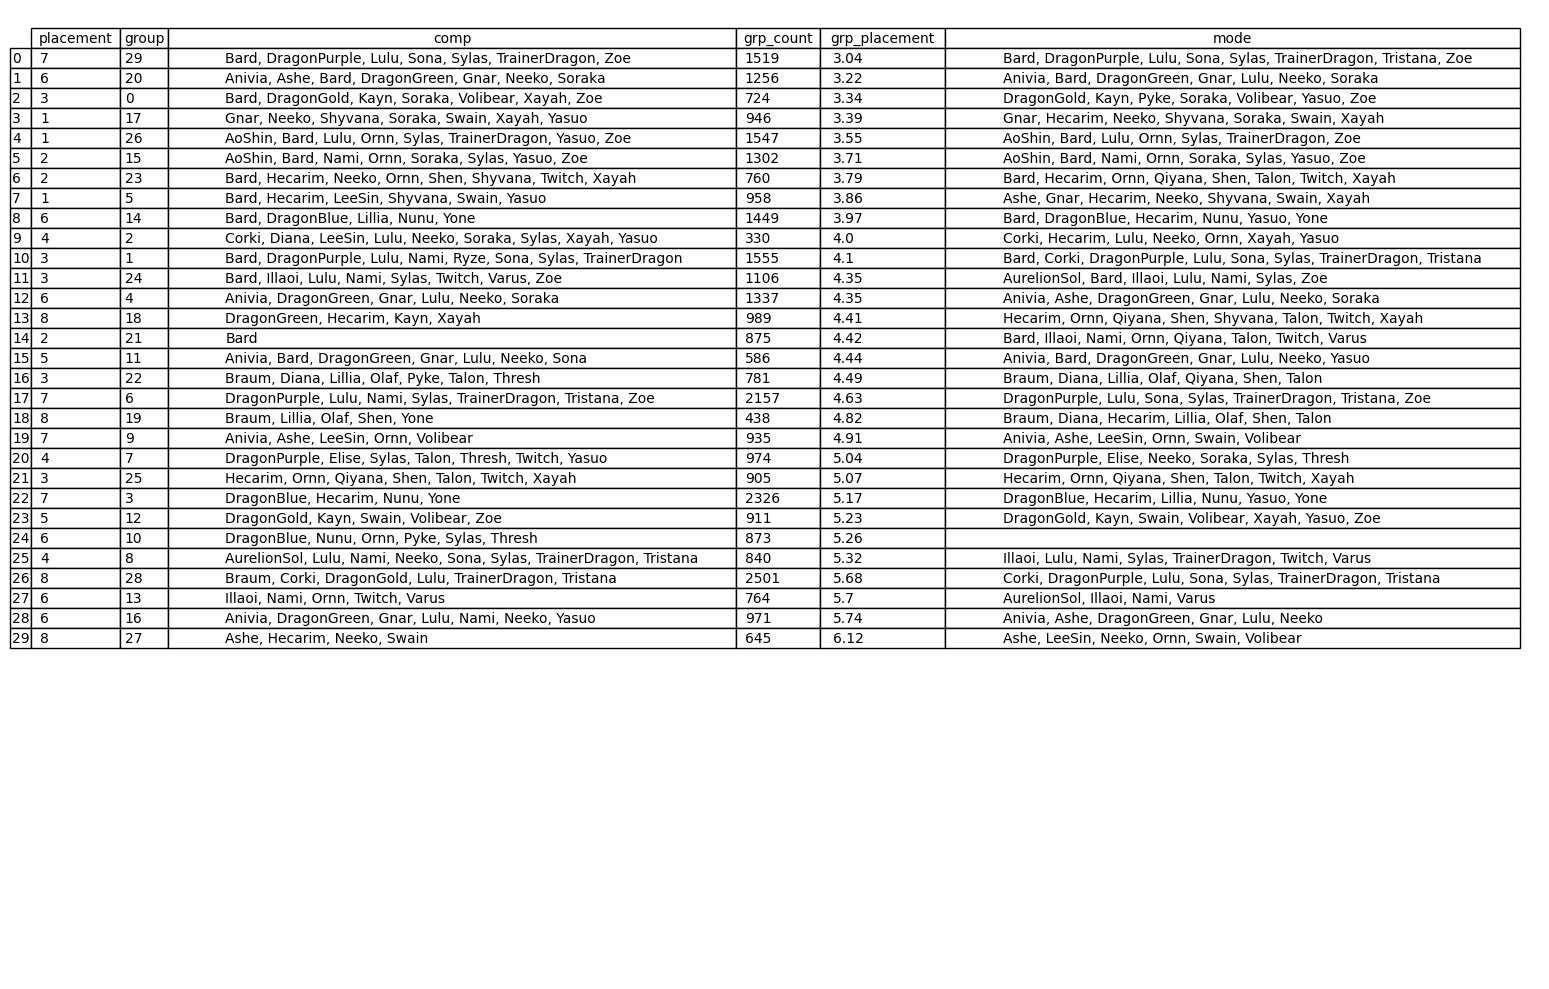 placement group comp grp_count grp_placement mode
0 7 29 Bard, DragonPurple, Lulu, Sona, Sylas, TrainerDragon, Zoe 1519 3.04 Bard, DragonPurple, Lulu, Sona, Sylas, TrainerDragon, Tristana, Zoe
1 6 20 Anivia, Ashe, Bard, DragonGreen, Gnar, Neeko, Soraka 1256 3.22 Anivia, Bard, DragonGreen, Gnar, Lulu, Neeko, Soraka
2 3 0 Bard, DragonGold, Kayn, Soraka, Volibear, Xayah, Zoe 724 3.34 DragonGold, Kayn, Pyke, Soraka, Volibear, Yasuo, Zoe
3 1 17 Gnar, Neeko, Shyvana, Soraka, Swain, Xayah, Yasuo 946 3.39 Gnar, Hecarim, Neeko, Shyvana, Soraka, Swain, Xayah
4 1 26 AoShin, Bard, Lulu, Ornn, Sylas, TrainerDragon, Yasuo, Zoe 1547 3.55 AoShin, Bard, Lulu, Ornn, Sylas, TrainerDragon, Zoe
5 2 15 AoShin, Bard, Nami, Ornn, Soraka, Sylas, Yasuo, Zoe 1302 3.71 AoShin, Bard, Nami, Ornn, Soraka, Sylas, Yasuo, Zoe
6 2 23 Bard, Hecarim, Neeko, Ornn, Shen, Shyvana, Twitch, Xayah 760 3.79 Bard, Hecarim, Ornn, Qiyana, Shen, Talon, Twitch, Xayah
7 1 5 Bard, Hecarim, LeeSin, Shyvana, Swain, Yasuo 958 3.86 Ashe, Gnar, Hecarim, Neeko, Shyvana, Swain, Xayah
8 6 14 Bard, DragonBlue, Lillia, Nunu, Yone 1449 3.97 Bard, DragonBlue, Hecarim, Nunu, Yasuo, Yone
9 4 2 Corki, Diana, LeeSin, Lulu, Neeko, Soraka, Sylas, Xayah, Yasuo 330 4.0 Corki, Hecarim, Lulu, Neeko, Ornn, Xayah, Yasuo
10 3 1 Bard, DragonPurple, Lulu, Nami, Ryze, Sona, Sylas, TrainerDragon 1555 4.1 Bard, Corki, DragonPurple, Lulu, Sona, Sylas, TrainerDragon, Tristana
11 3 24 Bard, Illaoi, Lulu, Nami, Sylas, Twitch, Varus, Zoe 1106 4.35 AurelionSol, Bard, Illaoi, Lulu, Nami, Sylas, Zoe
12 6 4 Anivia, DragonGreen, Gnar, Lulu, Neeko, Soraka 1337 4.35 Anivia, Ashe, DragonGreen, Gnar, Lulu, Neeko, Soraka
13 8 18 DragonGreen, Hecarim, Kayn, Xayah 989 4.41 Hecarim, Ornn, Qiyana, Shen, Shyvana, Talon, Twitch, Xayah
14 2 21 Bard 875 4.42 Bard, Illaoi, Nami, Ornn, Qiyana, Talon, Twitch, Varus
15 5 11 Anivia, Bard, DragonGreen, Gnar, Lulu, Neeko, Sona 586 4.44 Anivia, Bard, DragonGreen, Gnar, Lulu, Neeko, Yasuo
16 3 22 Braum, Diana, Lillia, Olaf, Pyke, Talon, Thresh 781 4.49 Braum, Diana, Lillia, Olaf, Qiyana, Shen, Talon
17 7 6 DragonPurple, Lulu, Nami, Sylas, TrainerDragon, Tristana, Zoe 2157 4.63 DragonPurple, Lulu, Sona, Sylas, TrainerDragon, Tristana, Zoe
18 8 19 Braum, Lillia, Olaf, Shen, Yone 438 4.82 Braum, Diana, Hecarim, Lillia, Olaf, Shen, Talon
19 7 9 Anivia, Ashe, LeeSin, Ornn, Volibear 935 4.91 Anivia, Ashe, LeeSin, Ornn, Swain, Volibear
20 4 7 DragonPurple, Elise, Sylas, Talon, Thresh, Twitch, Yasuo 974 5.04 DragonPurple, Elise, Neeko, Soraka, Sylas, Thresh
21 3 25 Hecarim, Ornn, Qiyana, Shen, Talon, Twitch, Xayah 905 5.07 Hecarim, Ornn, Qiyana, Shen, Talon, Twitch, Xayah
22 7 3 DragonBlue, Hecarim, Nunu, Yone 2326 5.17 DragonBlue, Hecarim, Lillia, Nunu, Yasuo, Yone
23 5 12 DragonGold, Kayn, Swain, Volibear, Zoe 911 5.23 DragonGold, Kayn, Swain, Volibear, Xayah, Yasuo, Zoe
24 6 10 DragonBlue, Nunu, Ornn, Pyke, Sylas, Thresh 873 5.26
25 4 8 AurelionSol, Lulu, Nami, Neeko, Sona, Sylas, TrainerDragon, Tristana 840 5.32 Illaoi, Lulu, Nami, Sylas, TrainerDragon, Twitch, Varus
26 8 28 Braum, Corki, DragonGold, Lulu, TrainerDragon, Tristana 2501 5.68 Corki, DragonPurple, Lulu, Sona, Sylas, TrainerDragon, Tristana
27 6 13 Illaoi, Nami, Ornn, Twitch, Varus 764 5.7 AurelionSol, Illaoi, Nami, Varus
28 6 16 Anivia, DragonGreen, Gnar, Lulu, Nami, Neeko, Yasuo 971 5.74 Anivia, Ashe, DragonGreen, Gnar, Lulu, Neeko
29 8 27 Ashe, Hecarim, Neeko, Swain 645 6.12 Ashe, LeeSin, Neeko, Ornn, Swain, Volibear